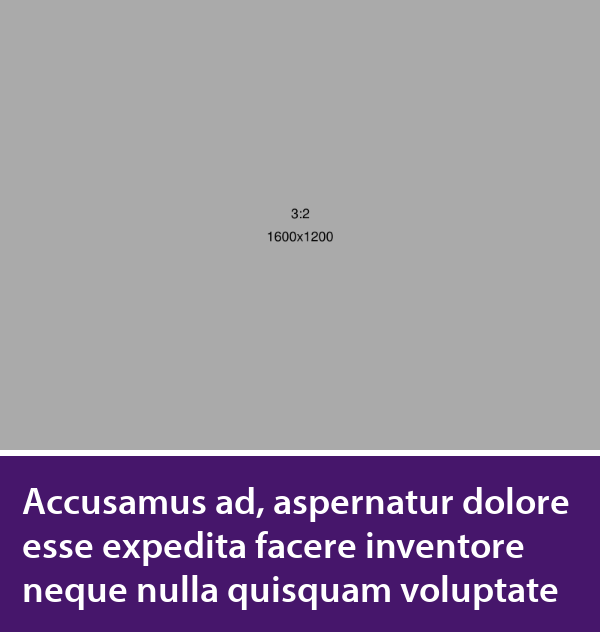 3:2
1600x1200
Accusamus ad, aspernatur dolore
esse expedita facere inventore
neque nulla quisquam voluptate